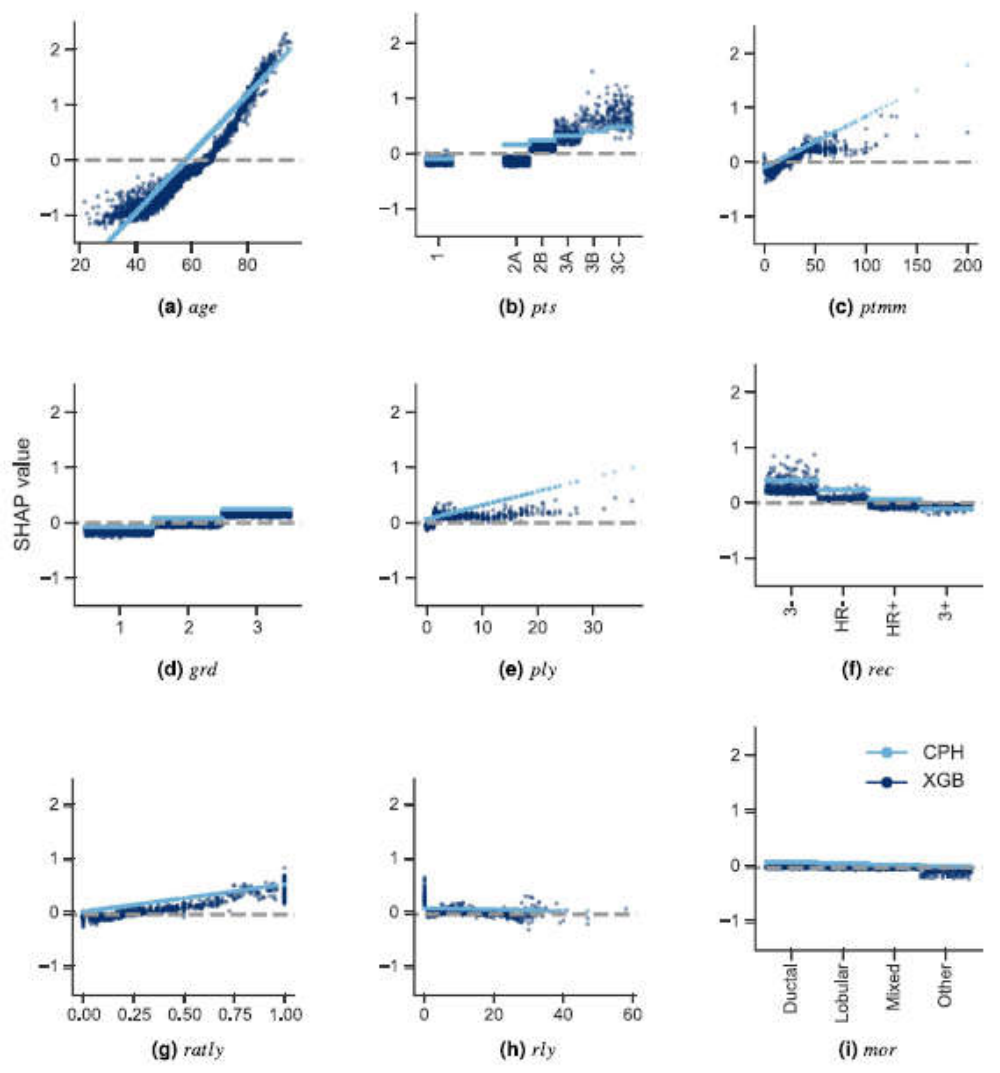 2
1
0
−1
20 40 60 80
(a) age
2
1
0
−1
1 2A 2B 3A 3B 3C
(b) pts
2
1
0
−1
0 50 100 150 200
(c) ptmm
SHAP value
2
1
0
−1
1 2 3
(d) grd
2
1
0
−1
0 10 20 30
(e) ply
2
1
0
−1
3- HR- HR+ 3+
(f) rec
2
1
0
−1
0.00 0.25 0.50 0.75 1.00
(g) ratly
2
1
0
−1
0 20 40 60
(h) rly
CPH
XGB
2
1
0
−1
Ductal Lobular Mixed Other
(i) mor